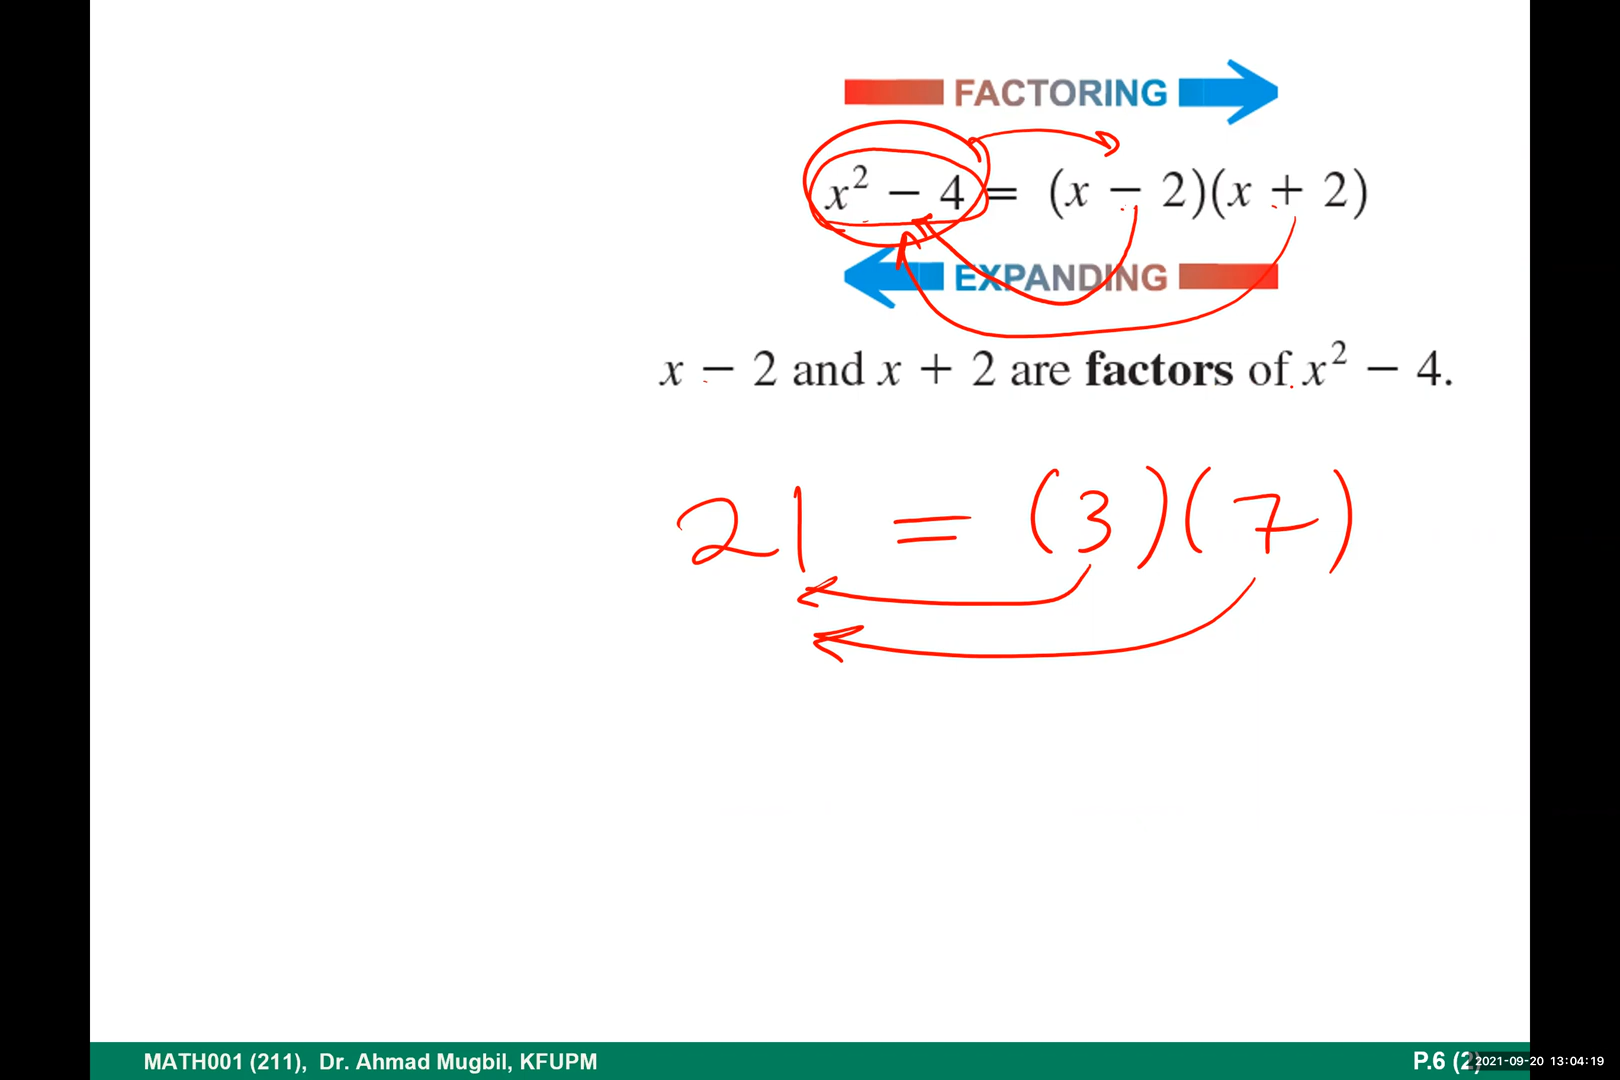 FACTORING
x² − 4 = (x − 2)(x + 2)
EXPANDING
x − 2 and x + 2 are factors of x² − 4.
21 = (3)(7)
MATH001 (211), Dr. Ahmad Mugbil, KFUPM
P.6 (2)
2021-09-20 13:04:19